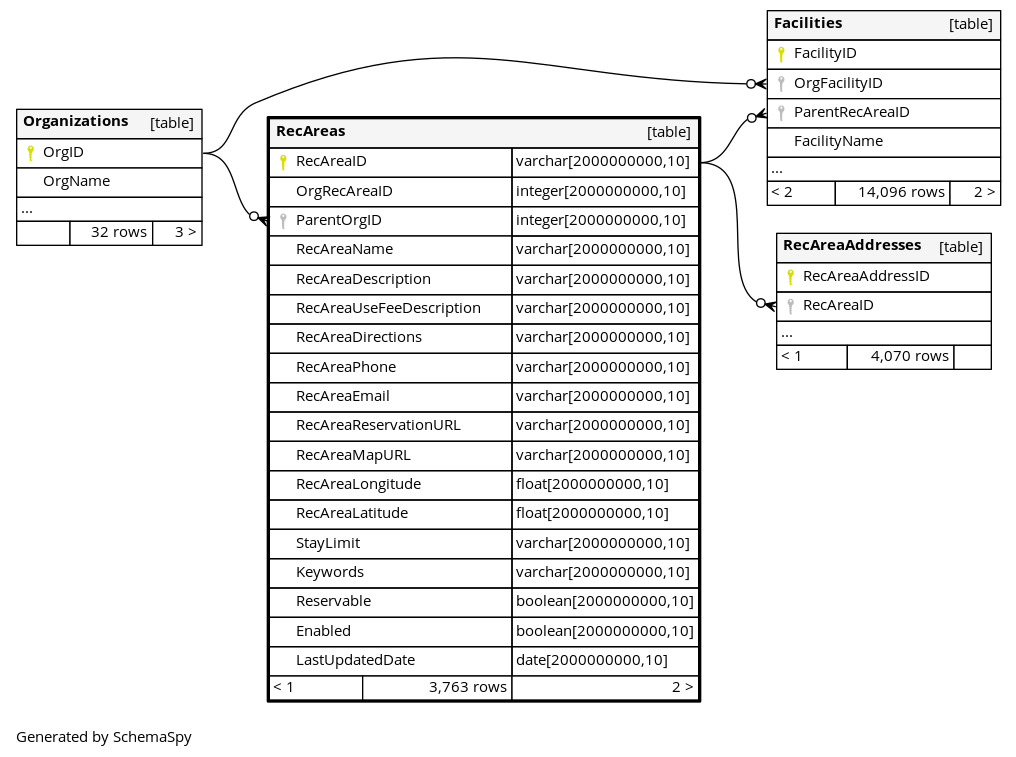 Facilities [table]
FacilityID
OrgFacilityID
ParentRecAreaID
FacilityName
...
< 2 14,096 rows 2 >
Organizations [table]
OrgID
OrgName
...
32 rows 3 >
RecAreas [table]
RecAreaID varchar[2000000000,10]
OrgRecAreaID integer[2000000000,10]
ParentOrgID integer[2000000000,10]
RecAreaName varchar[2000000000,10]
RecAreaDescription varchar[2000000000,10]
RecAreaUseFeeDescription varchar[2000000000,10]
RecAreaDirections varchar[2000000000,10]
RecAreaPhone varchar[2000000000,10]
RecAreaEmail varchar[2000000000,10]
RecAreaReservationURL varchar[2000000000,10]
RecAreaMapURL varchar[2000000000,10]
RecAreaLongitude float[2000000000,10]
RecAreaLatitude float[2000000000,10]
StayLimit varchar[2000000000,10]
Keywords varchar[2000000000,10]
Reservable boolean[2000000000,10]
Enabled boolean[2000000000,10]
LastUpdatedDate date[2000000000,10]
< 1 3,763 rows 2 >
RecAreaAddresses [table]
RecAreaAddressID
RecAreaID
...
< 1 4,070 rows
Generated by SchemaSpy